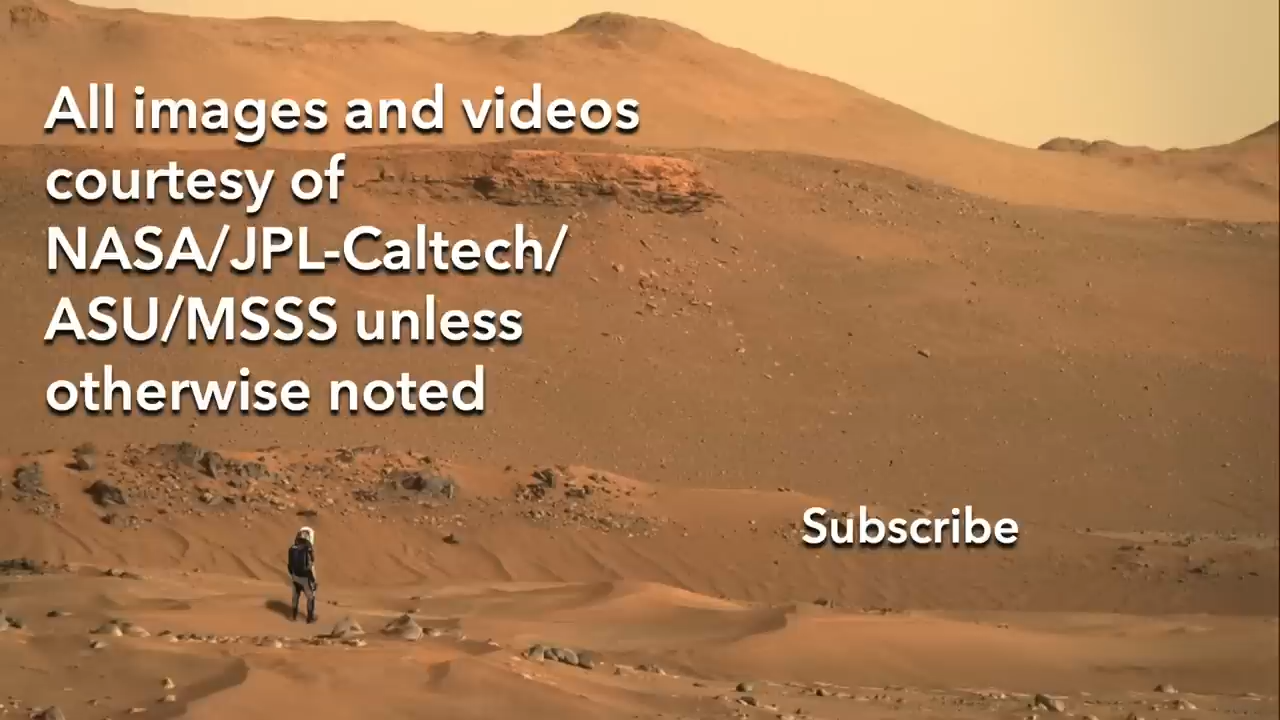 All images and videos
courtesy of
NASA/JPL-Caltech/
ASU/MSSS unless
otherwise noted
Subscribe